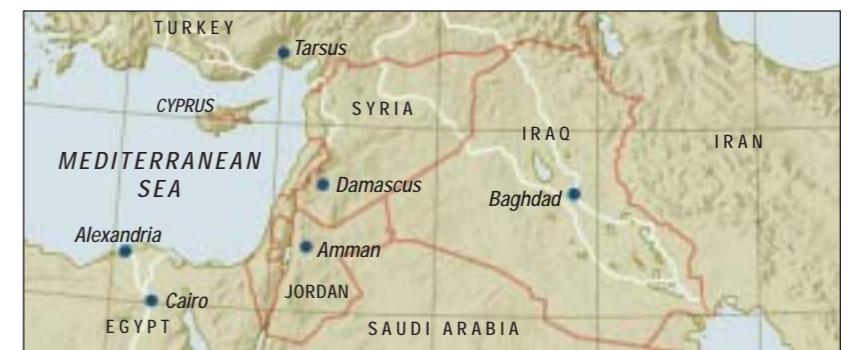 TURKEY
Tarsus
CYPRUS
SYRIA
IRAQ
IRAN
MEDITERRANEAN
SEA
Damascus
Baghdad
Alexandria
Amman
Cairo
JORDAN
EGYPT
SAUDI ARABIA